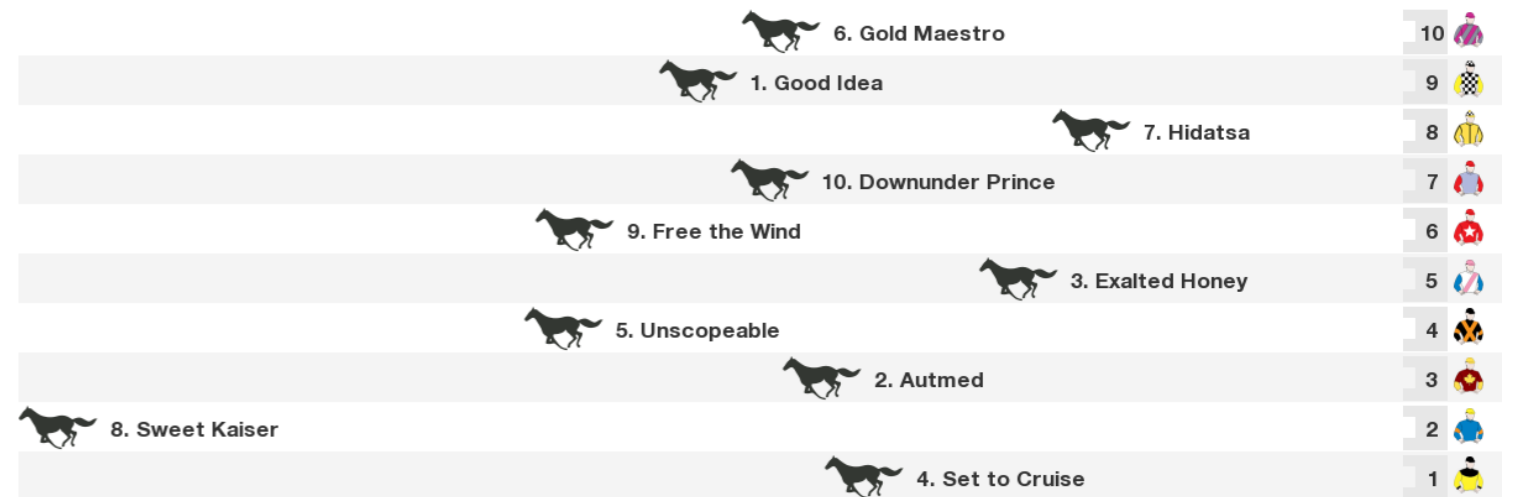 6. Gold Maestro 10
1. Good Idea 9
7. Hidatsa 8
10. Downunder Prince 7
9. Free the Wind 6
3. Exalted Honey 5
5. Unscopeable 4
2. Autmed 3
8. Sweet Kaiser 2
4. Set to Cruise 1